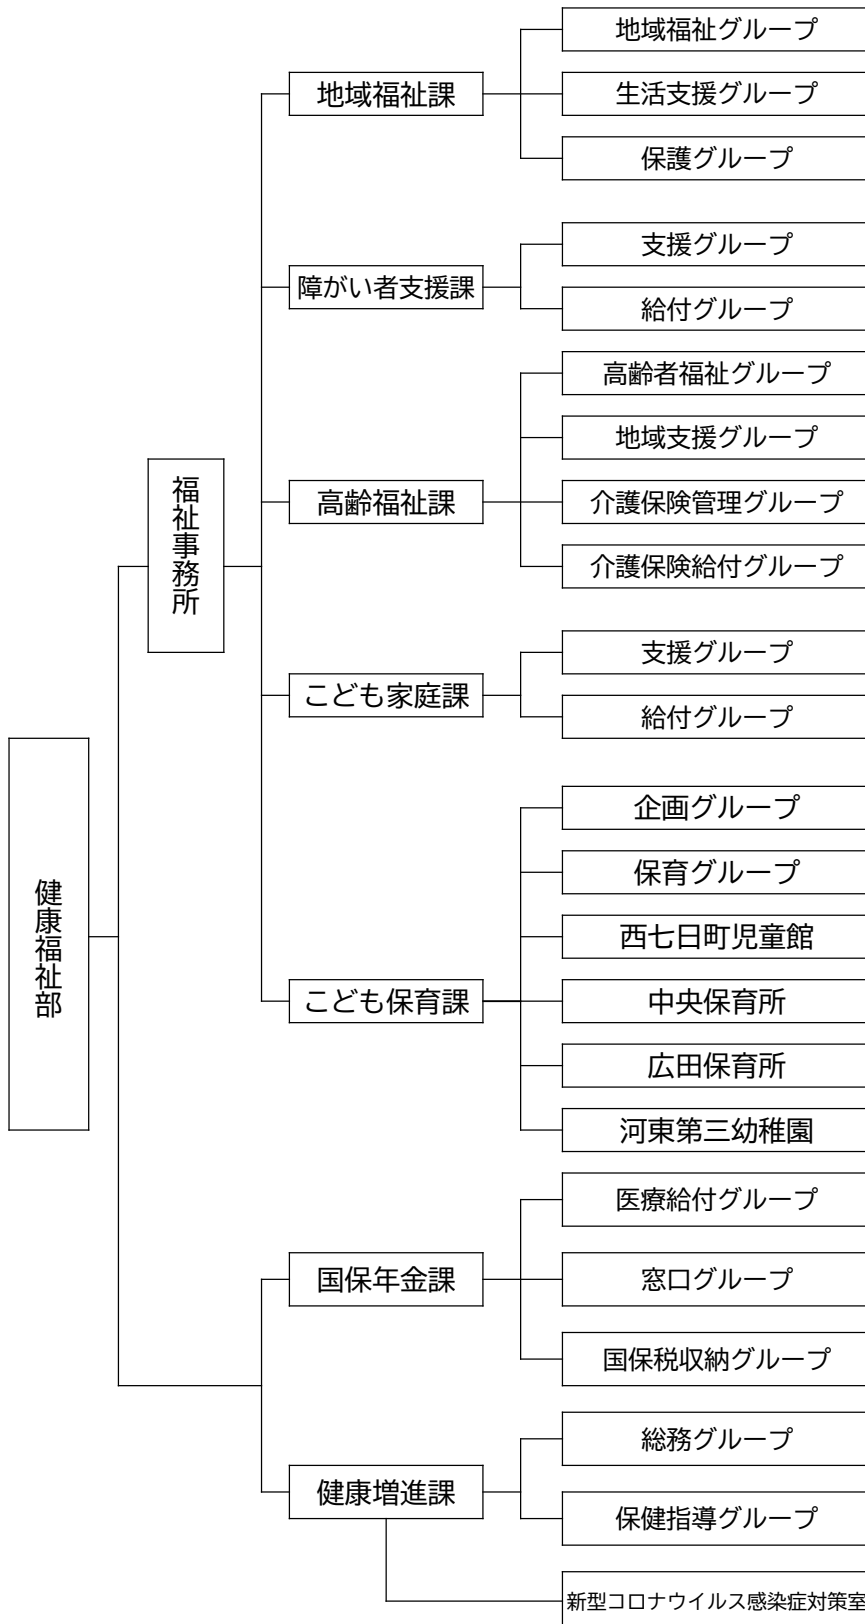 健康福祉部
福祉事務所
地域福祉課
地域福祉グループ
生活支援グループ
保護グループ
障がい者支援課
支援グループ
給付グループ
高齢福祉課
高齢者福祉グループ
地域支援グループ
介護保険管理グループ
介護保険給付グループ
こども家庭課
支援グループ
給付グループ
こども保育課
企画グループ
保育グループ
西七日町児童館
中央保育所
広田保育所
河東第三幼稚園
国保年金課
医療給付グループ
窓口グループ
国保税収納グループ
健康増進課
総務グループ
保健指導グループ
新型コロナウイルス感染症対策室